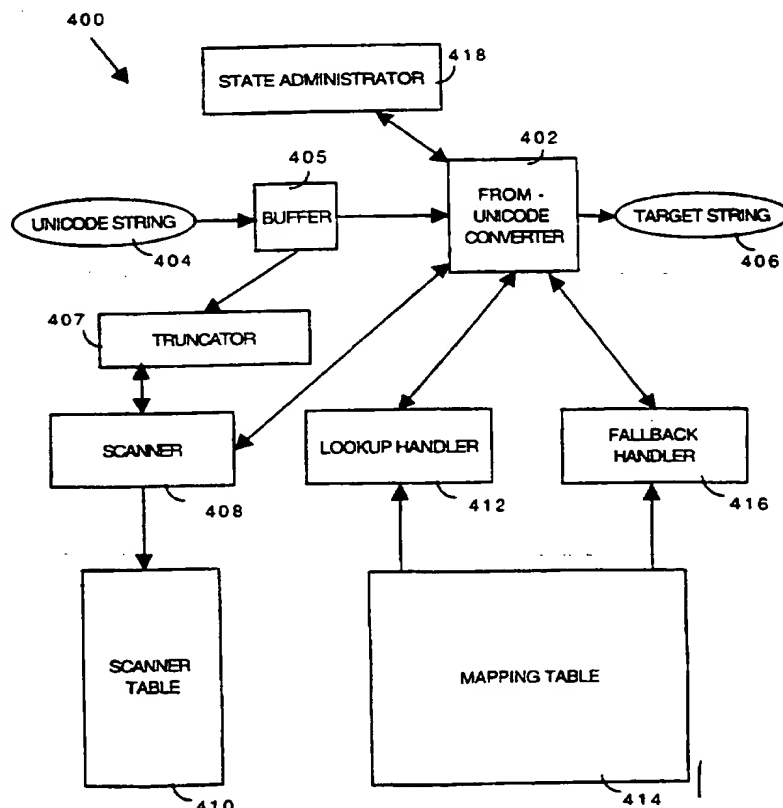 400
STATE ADMINISTRATOR
418
402
405
FROM -
UNICODE
CONVERTER
UNICODE STRING
BUFFER
TARGET STRING
404
406
407
TRUNCATOR
SCANNER
LOOKUP HANDLER
FALLBACK
HANDLER
408
412
416
SCANNER
TABLE
MAPPING TABLE
410
414